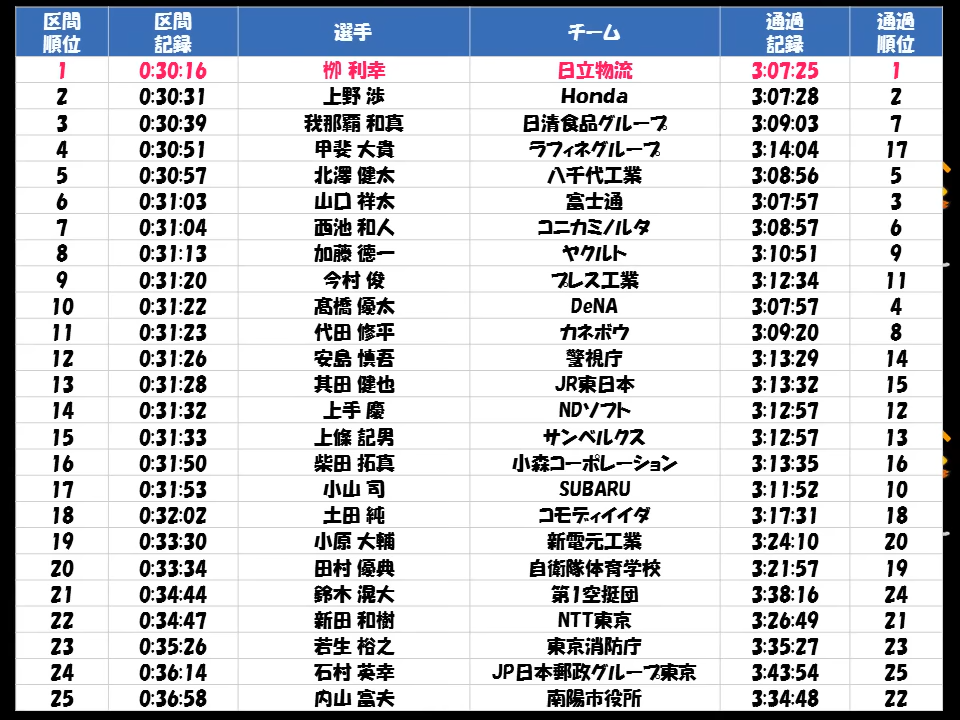 区間順位 区間記録 選手 チーム 通過記録 通過順位
1 0:30:16 柳 利幸 日立物流 3:07:25 1
2 0:30:31 上野 渉 Honda 3:07:28 2
3 0:30:39 我那覇 和真 日清食品グループ 3:09:03 7
4 0:30:51 甲斐 大貴 ラフィネグループ 3:14:04 17
5 0:30:57 北澤 健太 八千代工業 3:08:56 5
6 0:31:03 山口 祥太 富士通 3:07:57 3
7 0:31:04 西池 和人 コニカミノルタ 3:08:57 6
8 0:31:13 加藤 徳一 ヤクルト 3:10:51 9
9 0:31:20 今村 俊 プレス工業 3:12:34 11
10 0:31:22 髙橋 優太 DeNA 3:07:57 4
11 0:31:23 代田 修平 カネボウ 3:09:20 8
12 0:31:26 安島 慎吾 警視庁 3:13:29 14
13 0:31:28 其田 健也 JR東日本 3:13:32 15
14 0:31:32 上手 慶 NDソフト 3:12:57 12
15 0:31:33 上條 記男 サンベルクス 3:12:57 13
16 0:31:50 柴田 拓真 小森コーポレーション 3:13:35 16
17 0:31:53 小山 司 SUBARU 3:11:52 10
18 0:32:02 土田 純 コモディイイダ 3:17:31 18
19 0:33:30 小原 大輔 新電元工業 3:24:10 20
20 0:33:34 田村 優典 自衛隊体育学校 3:21:57 19
21 0:34:44 鈴木 滉大 第1空挺団 3:38:16 24
22 0:34:47 新田 和樹 NTT東京 3:26:49 21
23 0:35:26 若生 裕之 東京消防庁 3:35:27 23
24 0:36:14 石村 英幸 JP日本郵政グループ東京 3:43:54 25
25 0:36:58 内山 富夫 南陽市役所 3:34:48 22